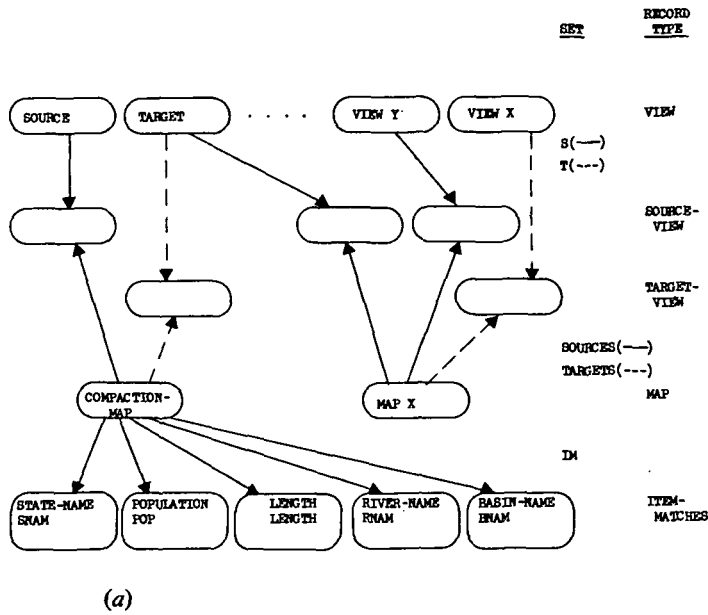 SET RECORD TYPE
SOURCE TARGET . . . . VIEW Y VIEW X VIEW
S(——)
T(---)
SOURCE-
VIEW
TARGET-
VIEW
SOURCES(——)
TARGETS(---)
COMPACTION-
MAP MAP X MAP
IM
STATE-NAME POPULATION LENGTH RIVER-NAME BASIN-NAME ITEM-
SNAM POP LENGTH RNAM BNAM MATCHES
(a)